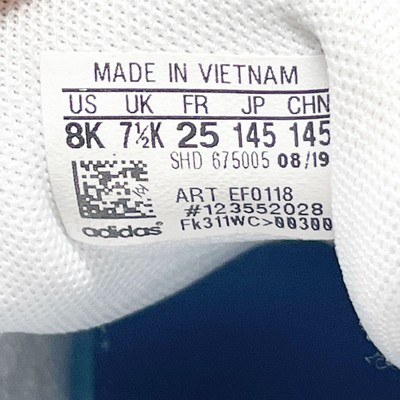 MADE IN VIETNAM
US UK FR JP CHN
8K 7½K 25 145 145
SHD 675005 08/19
ART EF0118
#123552028
adidas®
Fk311WC>00300